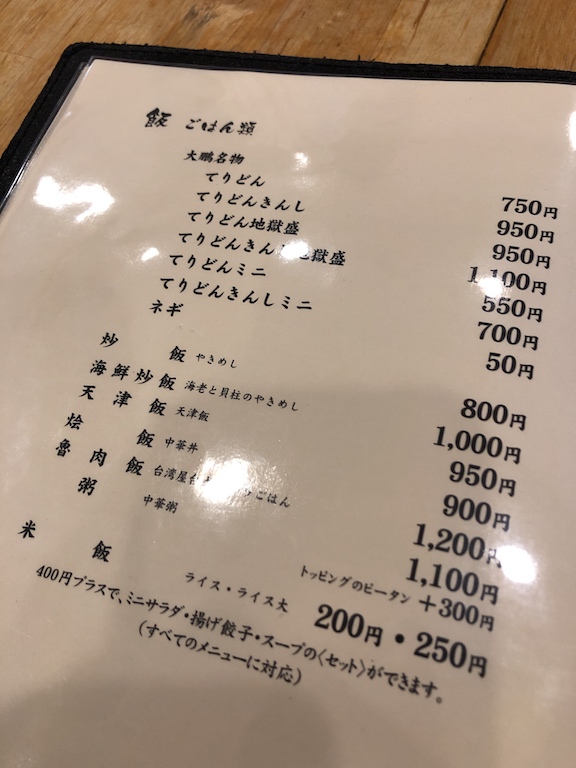 飯 ごはん類
大鵬名物
てりどん 750円
てりどんきんし 950円
てりどん地獄盛 950円
てりどんきん 地獄盛 1,100円
てりどんミニ 550円
てりどんきんしミニ 700円
ネギ 50円
炒飯 やきめし 800円
海鮮炒飯 海老と貝柱のやきめし 1,000円
天津飯 天津飯 950円
烩飯 中華丼 900円
魯肉飯 台湾屋台 ごはん 1,200円
粥 中華粥 1,100円
トッピングのピータン +300円
米飯 ライス・ライス大 200円・250円
400円プラスで、ミニサラダ・揚げ餃子・スープの〈セット〉ができます。
(すべてのメニューに対応)